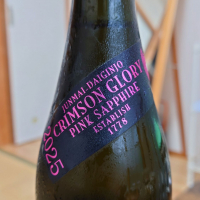 JUNMAI-DAIGINJO
CRIMSON GLORY
PINK SAPPHIRE
ESTABLISH
1778
2025